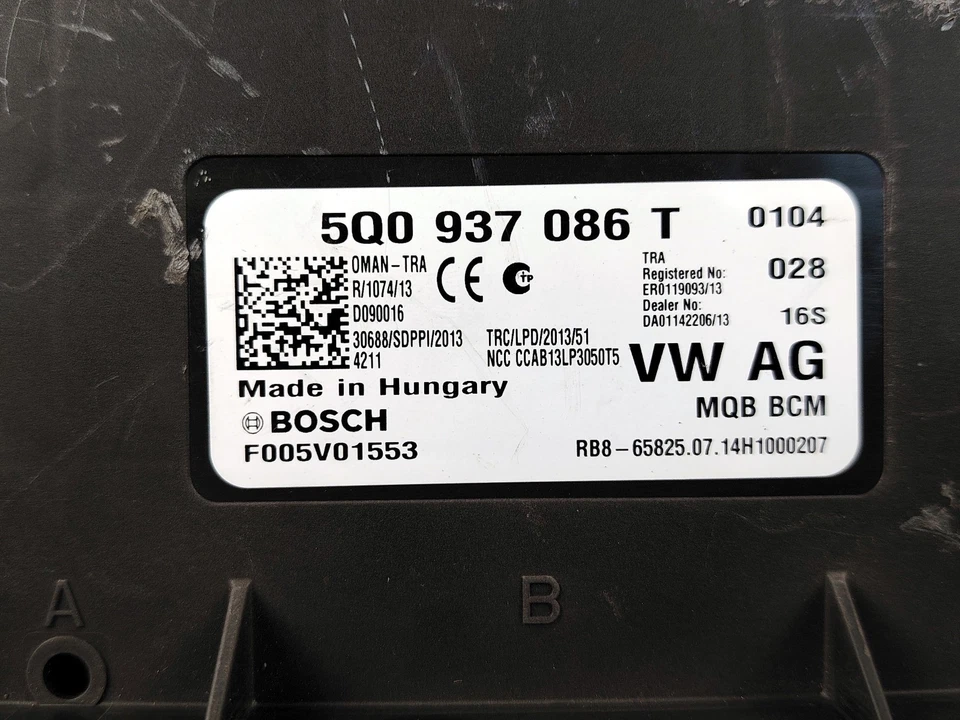 5Q0 937 086 T 0104
OMAN-TRA
R/1074/13
D090016
30688/SDPPI/2013
4211
CE
TP
TRC/LPD/2013/51
NCC CCAB13LP3050T5
TRA
Registered No:
ER0119093/13
Dealer No:
DA01142206/13
028
16S
VW AG
MQB BCM
Made in Hungary
BOSCH
F005V01553
RB8-65825.07.14H1000207
A
B